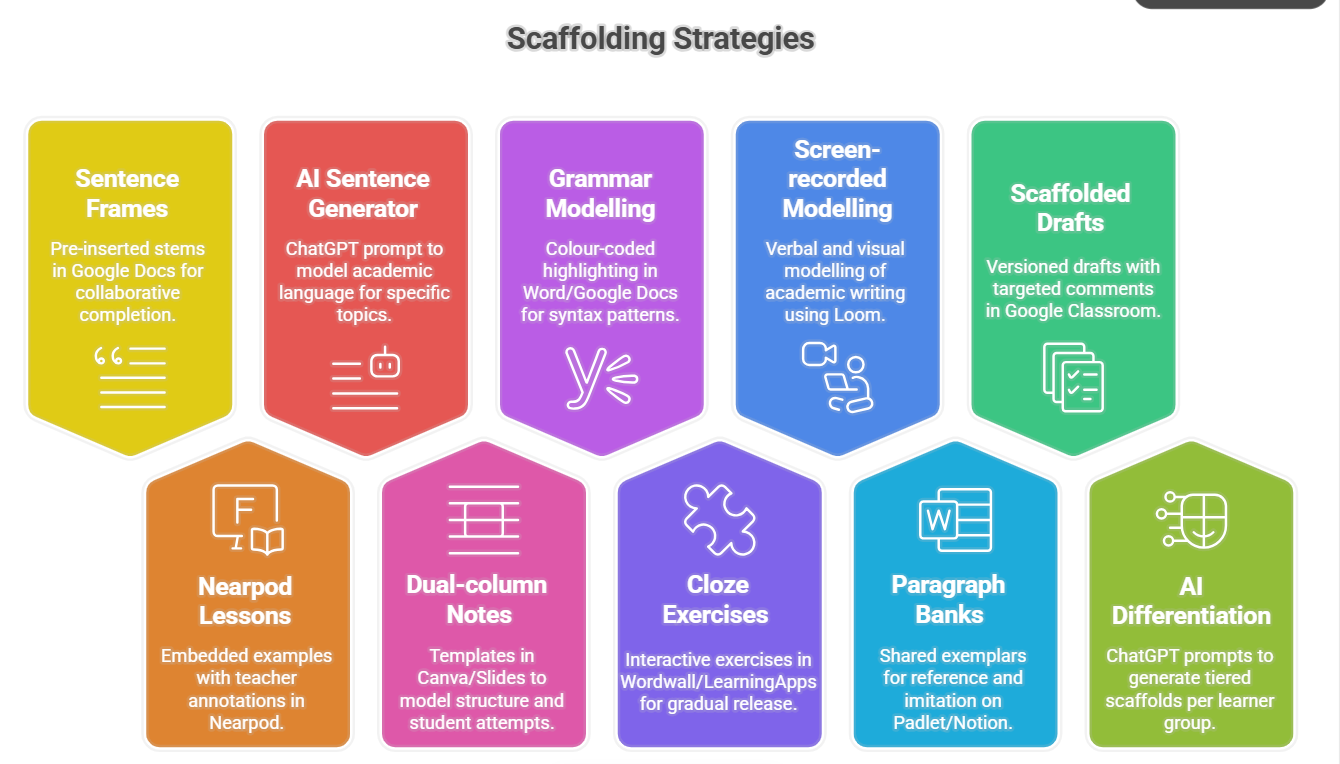 Scaffolding Strategies
Sentence
Frames
Pre-inserted stems
in Google Docs for
collaborative
completion.
AI Sentence
Generator
ChatGPT prompt to
model academic
language for specific
topics.
Grammar
Modelling
Colour-coded
highlighting in
Word/Google Docs
for syntax patterns.
Screen-
recorded
Modelling
Verbal and visual
modelling of
academic writing
using Loom.
Scaffolded
Drafts
Versioned drafts with
targeted comments
in Google Classroom.
F
Nearpod
Lessons
Embedded examples
with teacher
annotations in
Nearpod.
Dual-column
Notes
Templates in
Canva/Slides to
model structure and
student attempts.
Cloze
Exercises
Interactive exercises in
Wordwall/LearningApps
for gradual release.
W
Paragraph
Banks
Shared exemplars
for reference and
imitation on
Padlet/Notion.
AI
Differentiation
ChatGPT prompts to
generate tiered
scaffolds per learner
group.